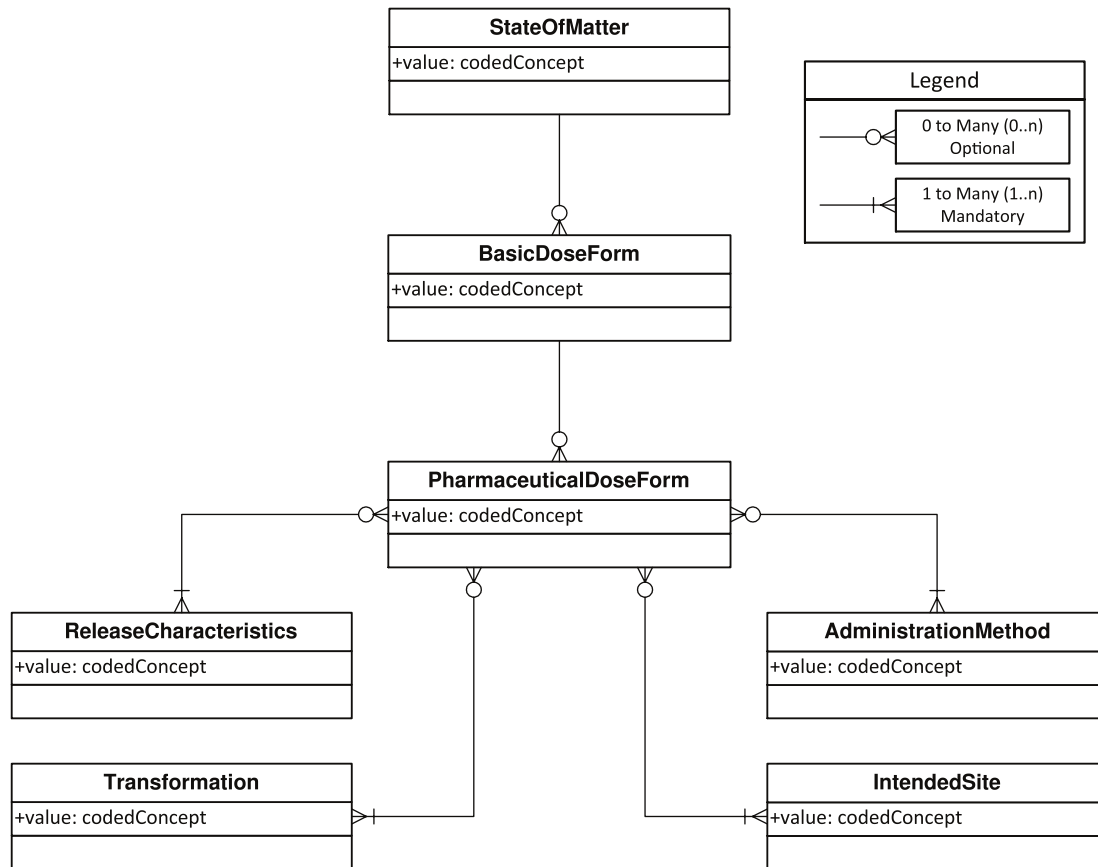 StateOfMatter
+value: codedConcept
Legend
0 to Many (0..n)
Optional
1 to Many (1..n)
Mandatory
BasicDoseForm
+value: codedConcept
PharmaceuticalDoseForm
+value: codedConcept
ReleaseCharacteristics
+value: codedConcept
AdministrationMethod
+value: codedConcept
Transformation
+value: codedConcept
IntendedSite
+value: codedConcept